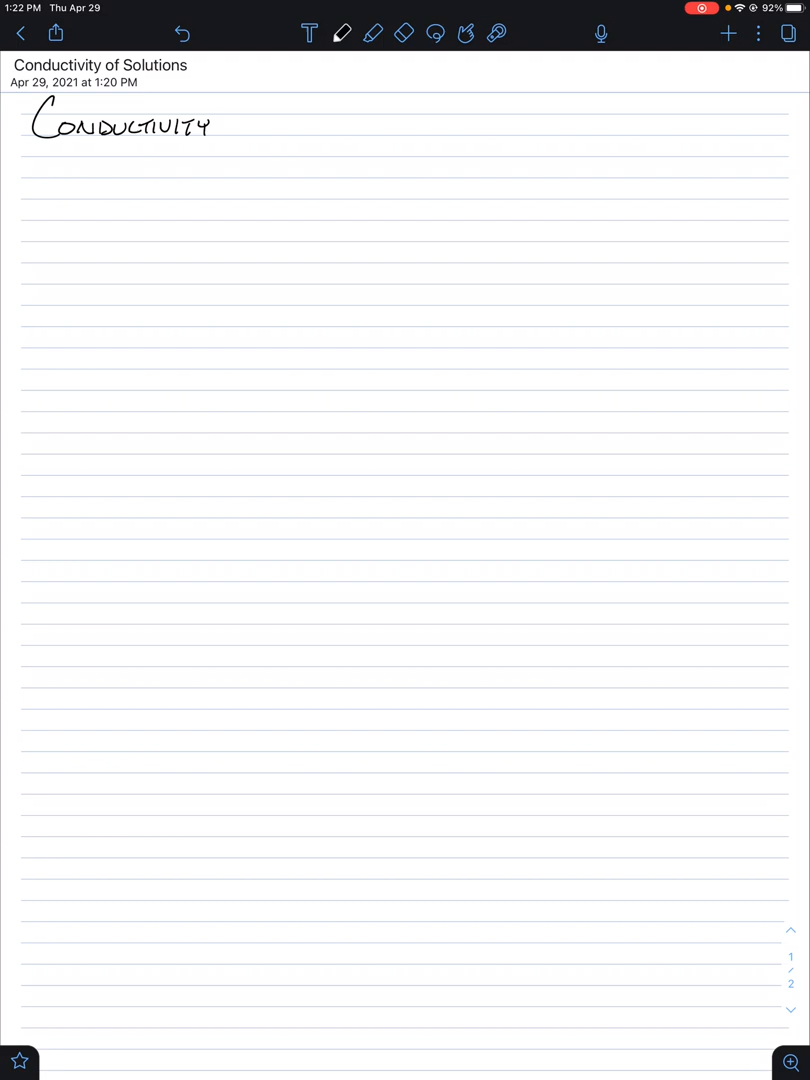 1:22 PM Thu Apr 29
92%
Conductivity of Solutions
Apr 29, 2021 at 1:20 PM
CONDUCTIVITY
1
2